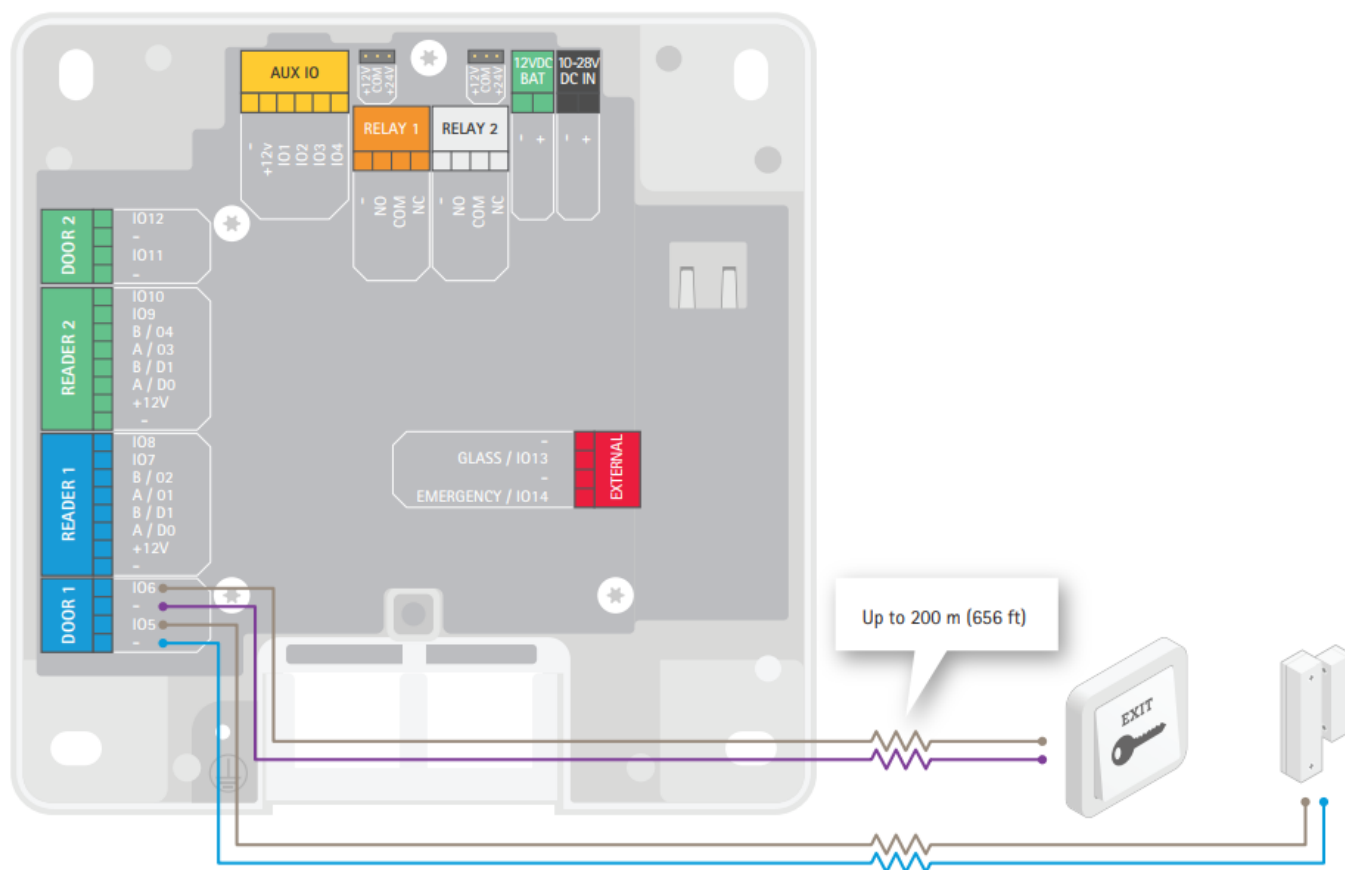 AUX IO
-
+12v
IO1
IO2
IO3
IO4
+12V
COM
+24V
RELAY 1
-
NO
COM
NC
+12V
COM
+24V
RELAY 2
-
NO
COM
NC
12VDC
BAT
-
+
10-28V
DC IN
-
+
DOOR 2
IO12
-
IO11
-
READER 2
IO10
IO9
B / O4
A / O3
B / D1
A / D0
+12V
-
READER 1
IO8
IO7
B / O2
A / O1
B / D1
A / D0
+12V
-
DOOR 1
IO6
-
IO5
-
-
GLASS / IO13
-
EMERGENCY / IO14
EXTERNAL
Up to 200 m (656 ft)
EXIT